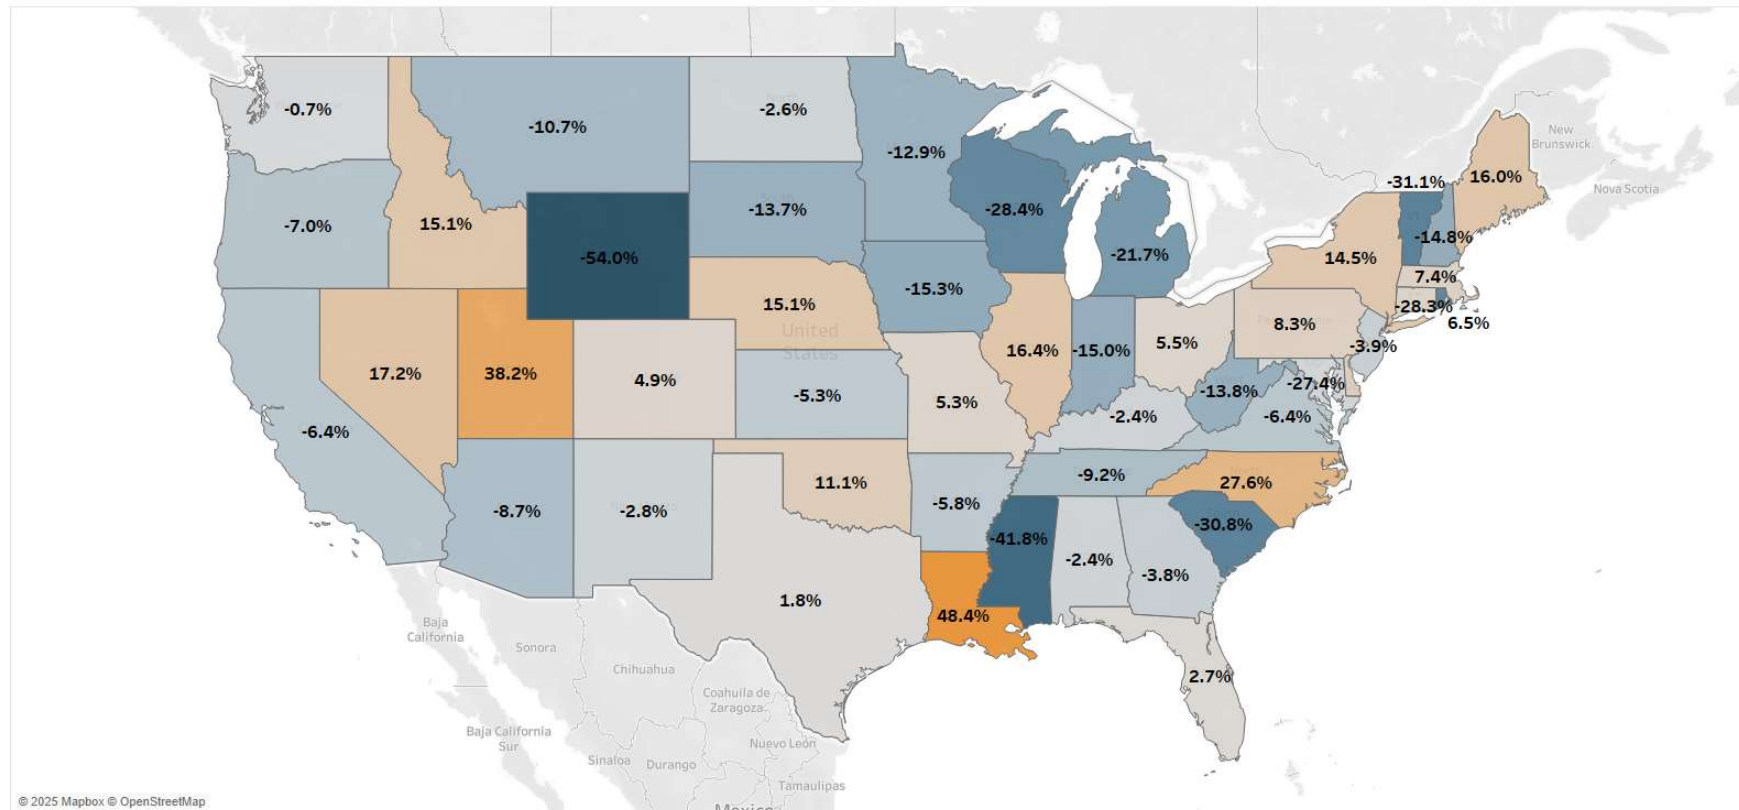 New
Brunswick
Nova Scotia
-0.7%
-10.7%
-2.6%
-12.9%
-31.1%
16.0%
-7.0%
15.1%
-54.0%
-13.7%
-28.4%
-21.7%
-14.8%
14.5%
7.4%
-28.3%
6.5%
-15.3%
15.1%
United
States
8.3%
-3.9%
17.2%
38.2%
4.9%
-5.3%
5.3%
16.4%
-15.0%
5.5%
-13.8%
-27.4%
-6.4%
-6.4%
-2.4%
-8.7%
-2.8%
11.1%
-5.8%
-9.2%
27.6%
-41.8%
-2.4%
-3.8%
-30.8%
1.8%
48.4%
2.7%
Baja
California
Sonora
Chihuahua
Coahuila de
Zaragoza
Baja California
Sur
Sinaloa
Durango
Nuevo León
Tamaulipas
Mexico
© 2025 Mapbox © OpenStreetMap